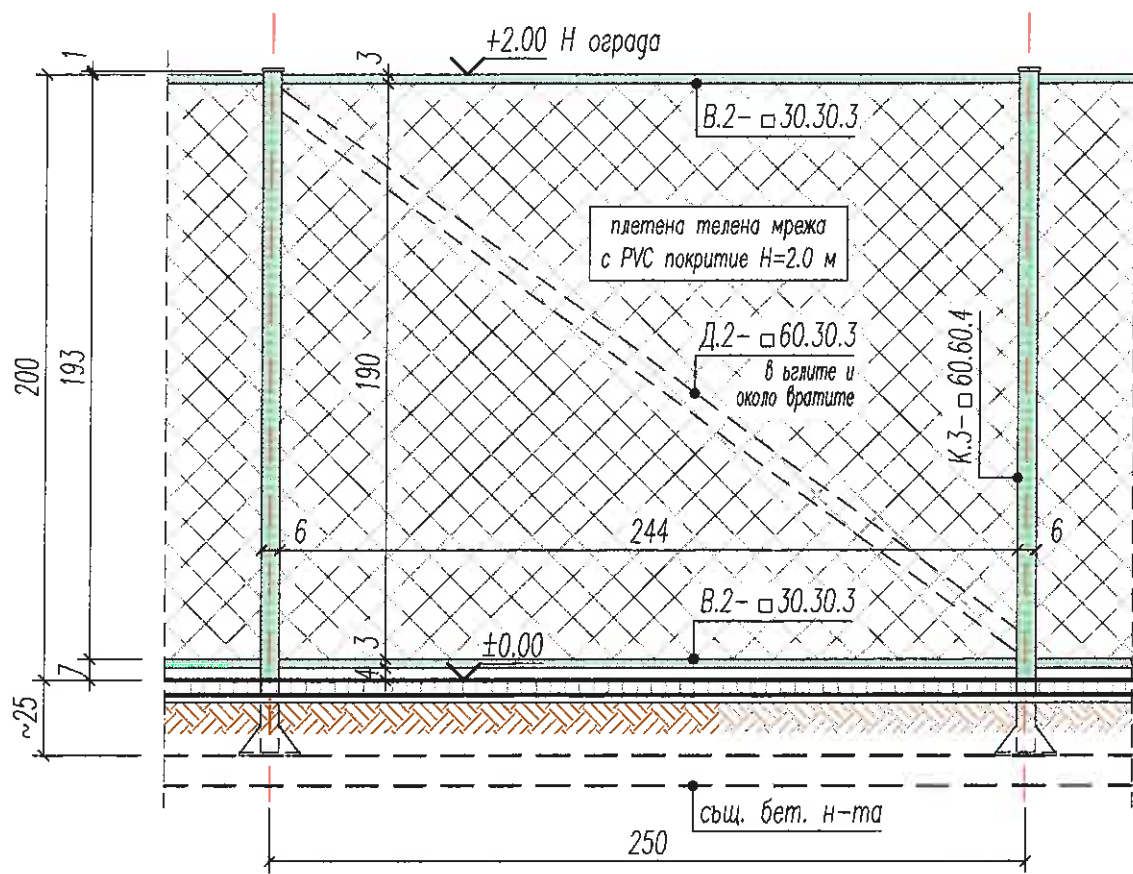 +2.00 Н ограда
1
3
В.2- □ 30.30.3
плетена телена мрежа
с PVC покритие H=2.0 м
Д.2- □ 60.30.3
в ъглите и
около вратите
К.3- □ 60.60.4
200
193
190
6
244
6
В.2- □ 30.30.3
3
±0.00
7
4
≈25
същ. бет. н-та
250